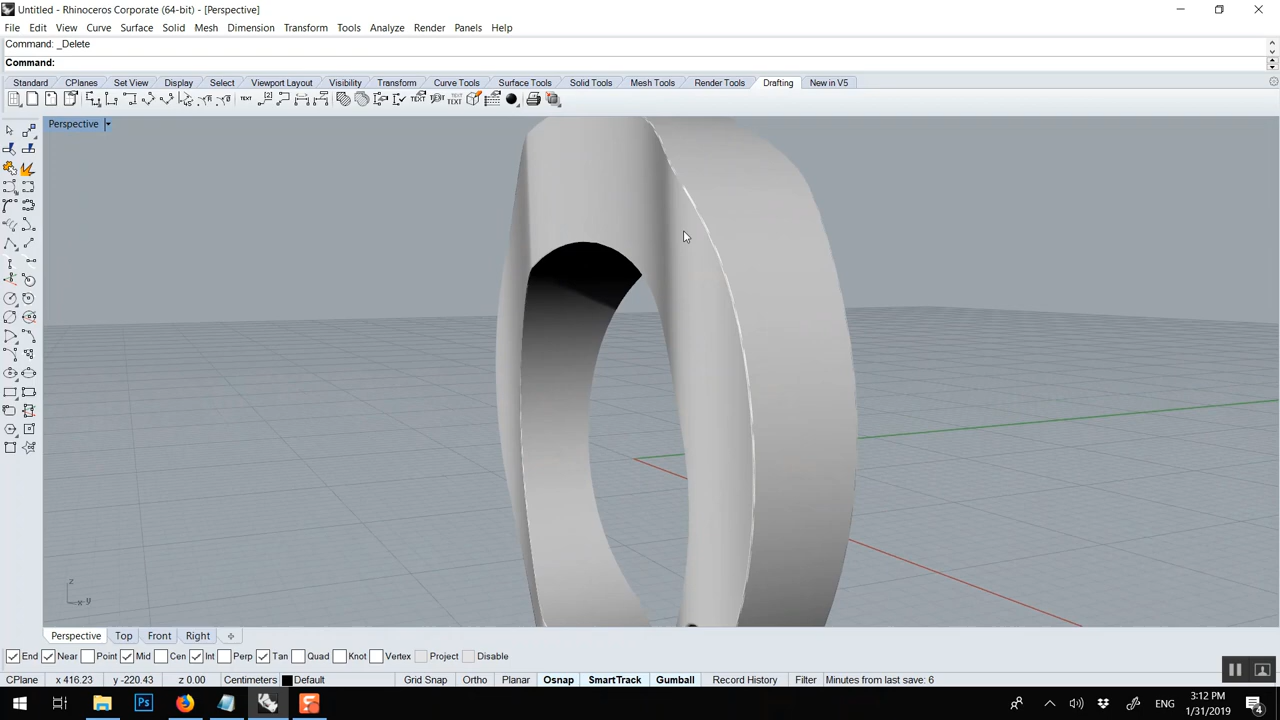 Untitled - Rhinoceros Corporate (64-bit) - [Perspective]
File Edit View Curve Surface Solid Mesh Dimension Transform Tools Analyze Render Panels Help
Command: _Delete
Command:
Standard CPlanes Set View Display Select Viewport Layout Visibility Transform Curve Tools Surface Tools Solid Tools Mesh Tools Render Tools Drafting New in V5
Perspective
z
x y
Perspective Top Front Right
End Near Point Mid Cen Int Perp Tan Quad Knot Vertex Project Disable
CPlane x 416.23 y -220.43 z 0.00 Centimeters Default Grid Snap Ortho Planar Osnap SmartTrack Gumball Record History Filter Minutes from last save: 6
Ps ENG 3:12 PM
1/31/2019 4